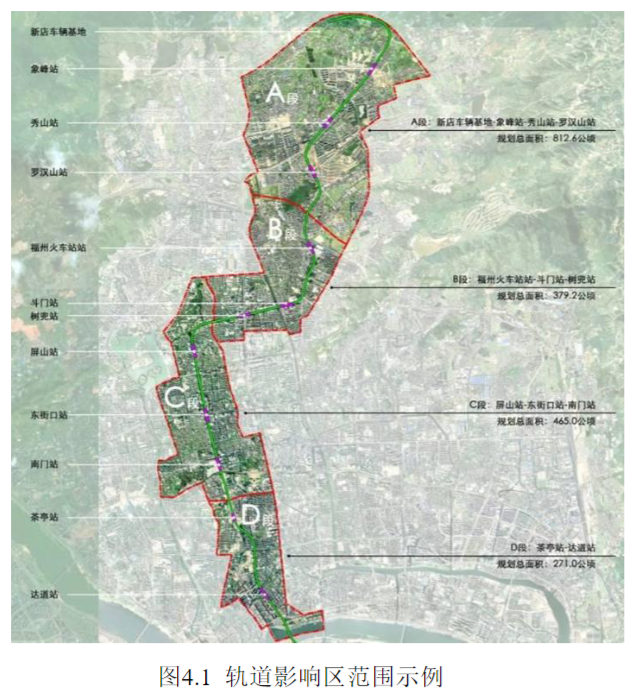 新店车辆基地
象峰站
秀山站
罗汉山站
福州火车站站
斗门站
树兜站
屏山站
东街口站
南门站
茶亭站
达道站
A段
B段
C段
D段
A段：新店车辆基地-象峰站-秀山站-罗汉山站
规划总面积：812.6公顷
B段：福州火车站站-斗门站-树兜站
规划总面积：379.2公顷
C段：屏山站-东街口站-南门站
规划总面积：465.0公顷
D段：茶亭站-达道站
规划总面积：271.0公顷
图4.1 轨道影响区范围示例